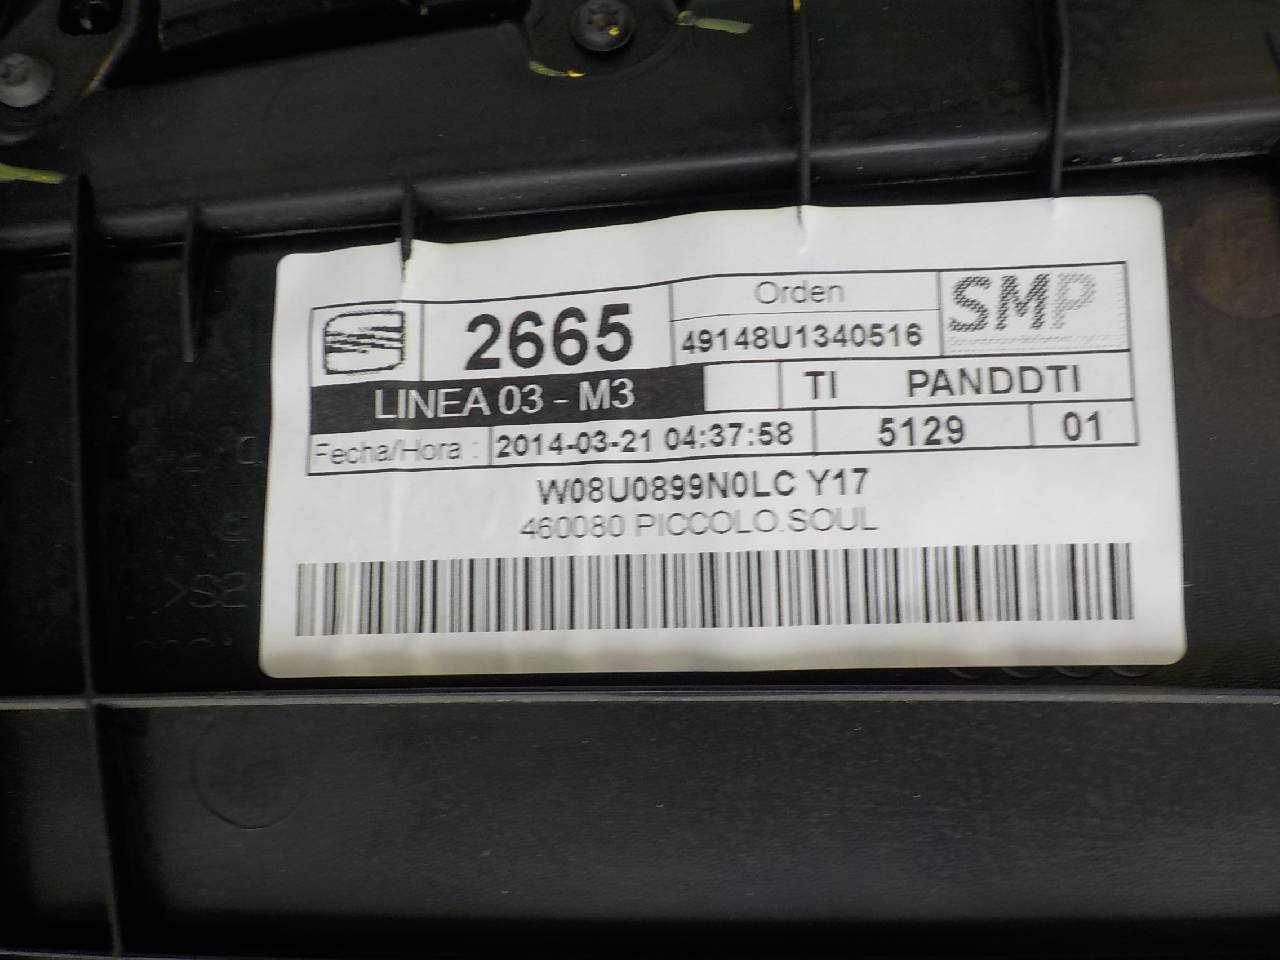 2665
Orden
49148U1340516
SMP
LINEA 03 - M3
TI PANDDTI
Fecha/Hora : 2014-03-21 04:37:58 5129 01
W08U0899N0LC Y17
460080 PICCOLO.SOUL